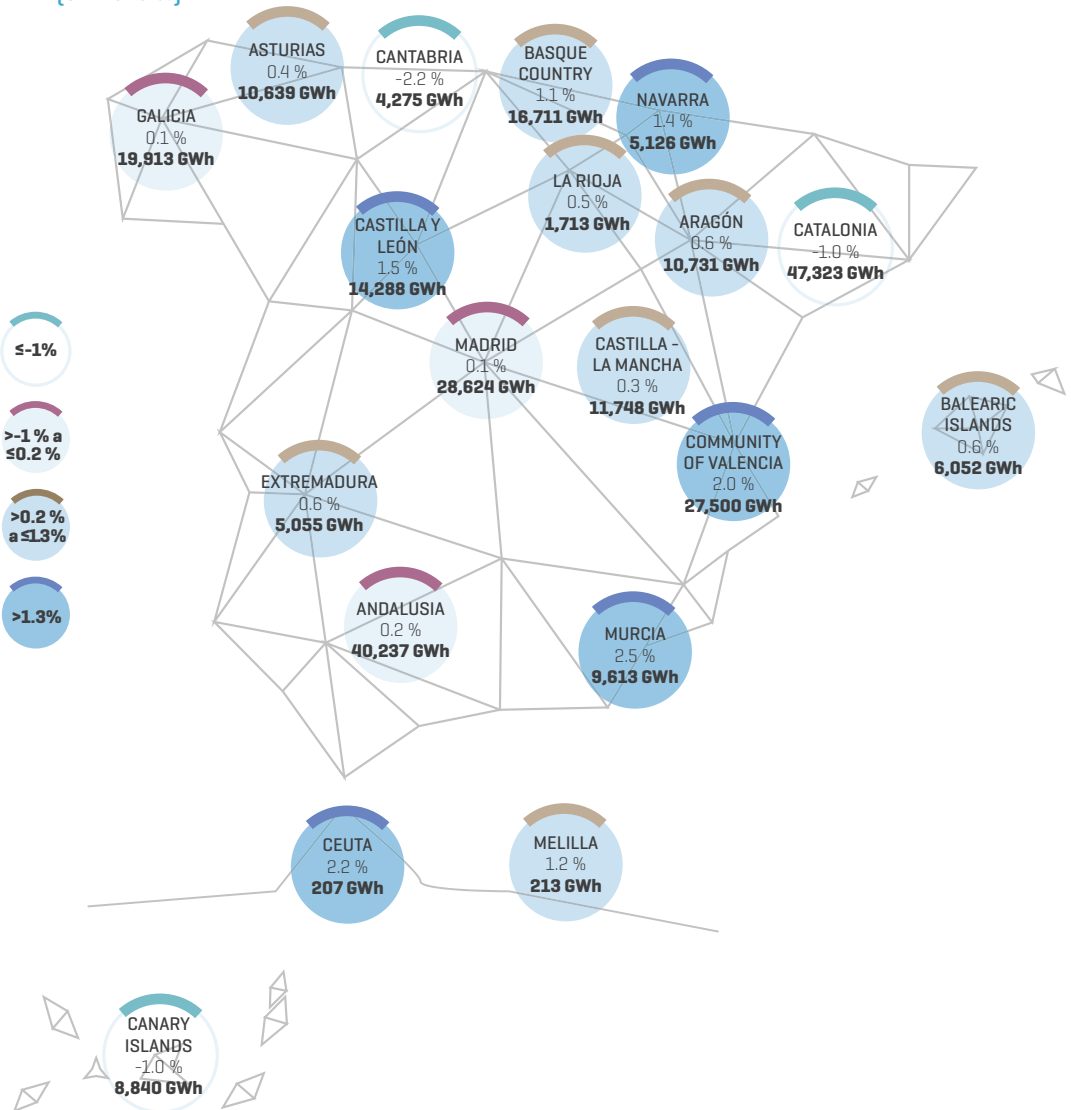 ASTURIAS
0.4 %
10,639 GWh
CANTABRIA
-2.2 %
4,275 GWh
BASQUE
COUNTRY
1.1 %
16,711 GWh
NAVARRA
1.4 %
5,126 GWh
GALICIA
0.1 %
19,913 GWh
LA RIOJA
0.5 %
1,713 GWh
CASTILLA Y
LEÓN
1.5 %
14,288 GWh
ARAGÓN
0.6 %
10,731 GWh
CATALONIA
-1.0 %
47,323 GWh
MADRID
0.1 %
28,624 GWh
CASTILLA -
LA MANCHA
0.3 %
11,748 GWh
≤-1%
>-1 % a
≤0.2 %
>0.2 %
a ≤1.3%
>1.3%
BALEARIC
ISLANDS
0.6 %
6,052 GWh
COMMUNITY
OF VALENCIA
2.0 %
27,500 GWh
EXTREMADURA
0.6 %
5,055 GWh
ANDALUSIA
0.2 %
40,237 GWh
MURCIA
2.5 %
9,613 GWh
CEUTA
2.2 %
207 GWh
MELILLA
1.2 %
213 GWh
CANARY
ISLANDS
-1.0 %
8,840 GWh